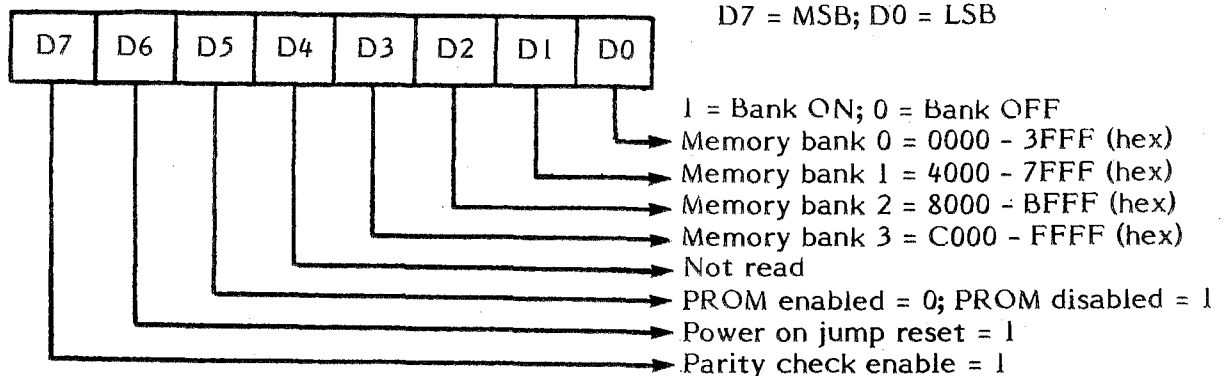 D7 = MSB; D0 = LSB
D7 D6 D5 D4 D3 D2 D1 D0
1 = Bank ON; 0 = Bank OFF
Memory bank 0 = 0000 - 3FFF (hex)
Memory bank 1 = 4000 - 7FFF (hex)
Memory bank 2 = 8000 - BFFF (hex)
Memory bank 3 = C000 - FFFF (hex)
Not read
PROM enabled = 0; PROM disabled = 1
Power on jump reset = 1
Parity check enable = 1